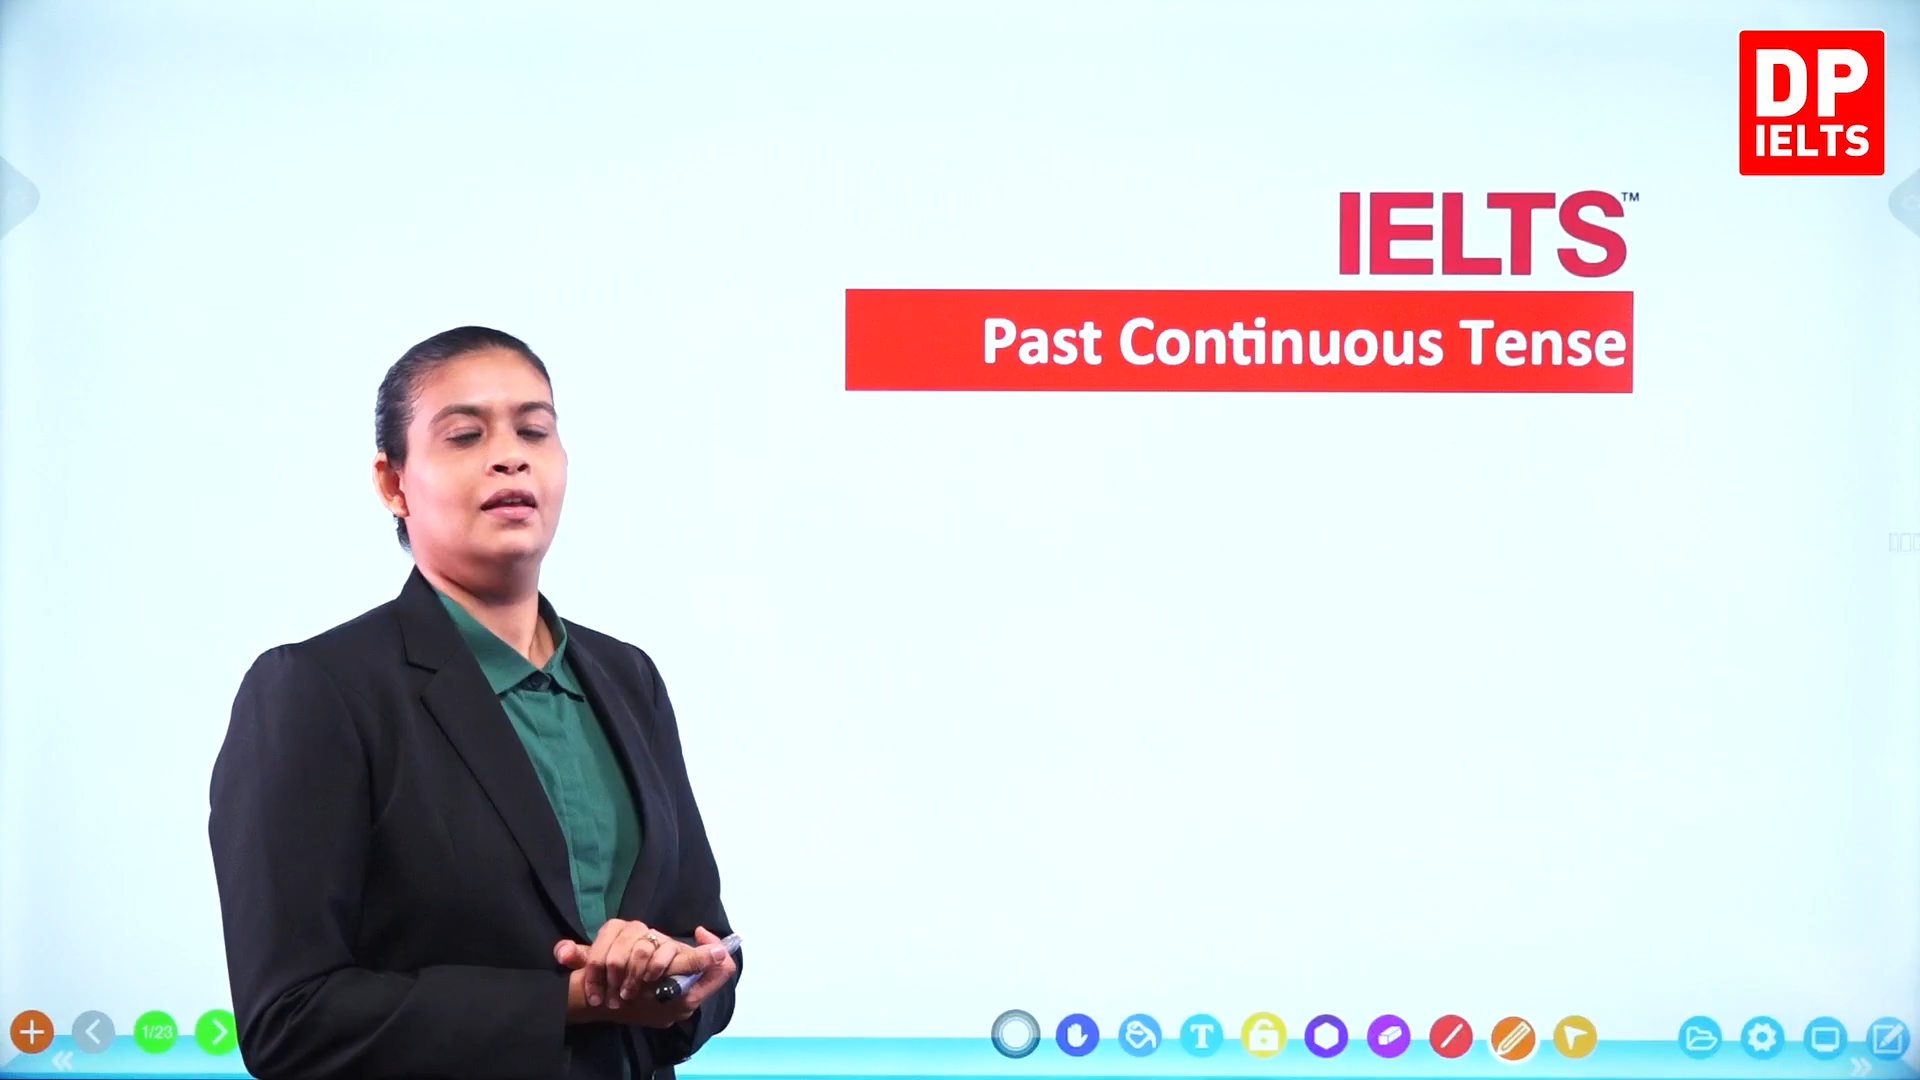 DP
IELTS
IELTS™
Past Continuous Tense
1/23
T